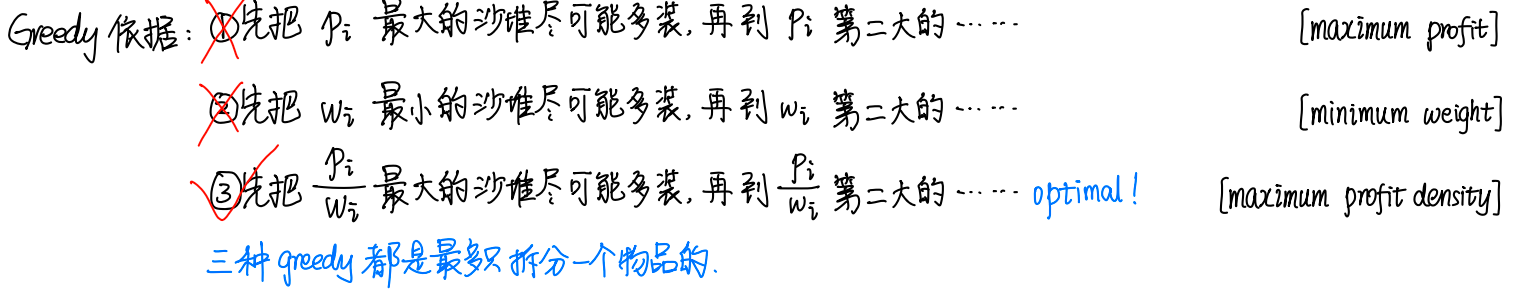 Greedy 依据: ①先把 pᵢ 最大的沙堆尽可能多装, 再到 pᵢ 第二大的 ⋯⋯ [maximum profit]
②先把 wᵢ 最小的沙堆尽可能多装, 再到 wᵢ 第二大的 ⋯⋯ [minimum weight]
③先把 pᵢ/wᵢ 最大的沙堆尽可能多装, 再到 pᵢ/wᵢ 第二大的 ⋯⋯ optimal! [maximum profit density]
三种 greedy 都是最多只拆分一个物品的.